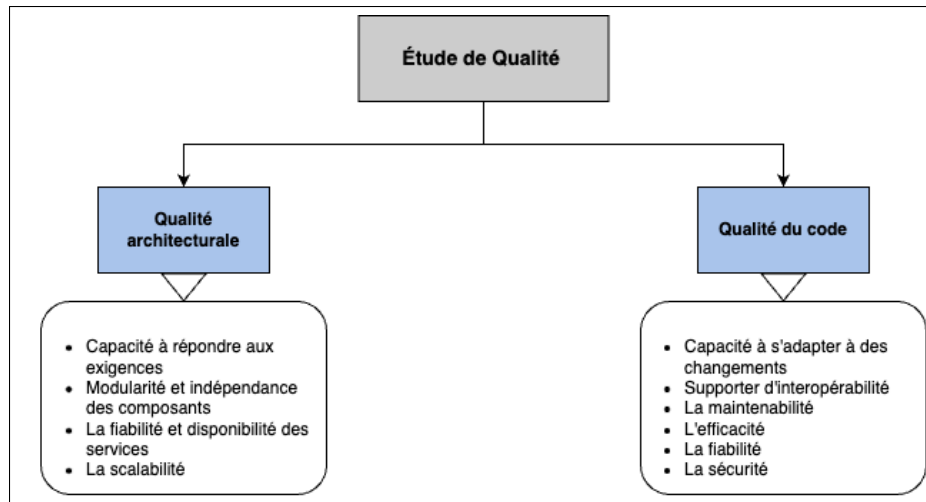 Étude de Qualité
Qualité
architecturale
Qualité du code
• Capacité à répondre aux
exigences
• Modularité et indépendance
des composants
• La fiabilité et disponibilité des
services
• La scalabilité
• Capacité à s'adapter à des
changements
• Supporter d'interopérabilité
• La maintenabilité
• L'efficacité
• La fiabilité
• La sécurité